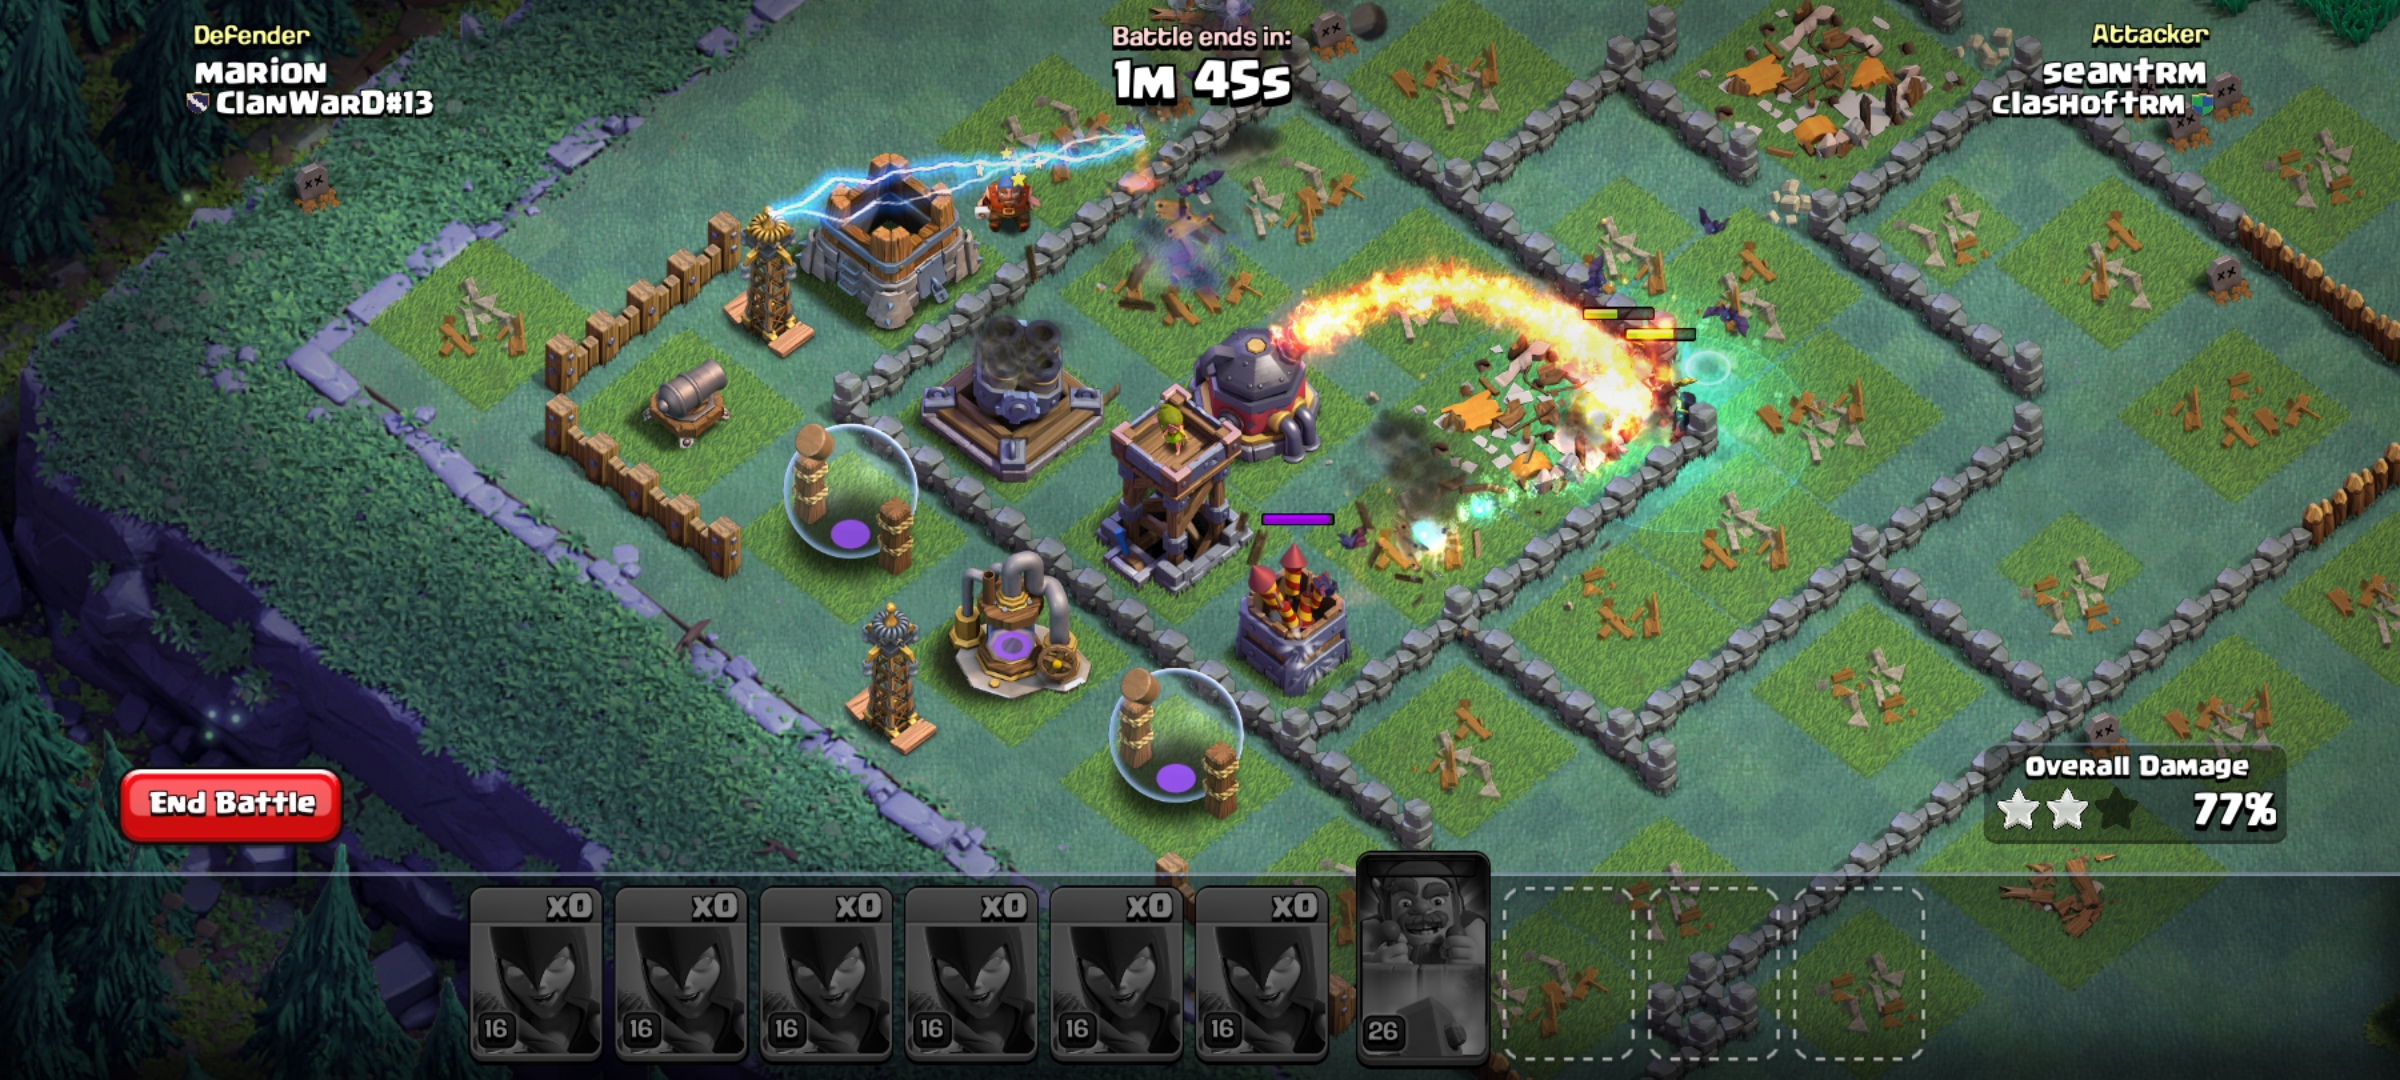 Defender
marion
ClanWarD#13
Battle ends in:
1M 45s
Attacker
seantrm
clashoftrm
End Battle
Overall Damage
77%
x0
x0
x0
x0
x0
x0
16
16
16
16
16
16
26